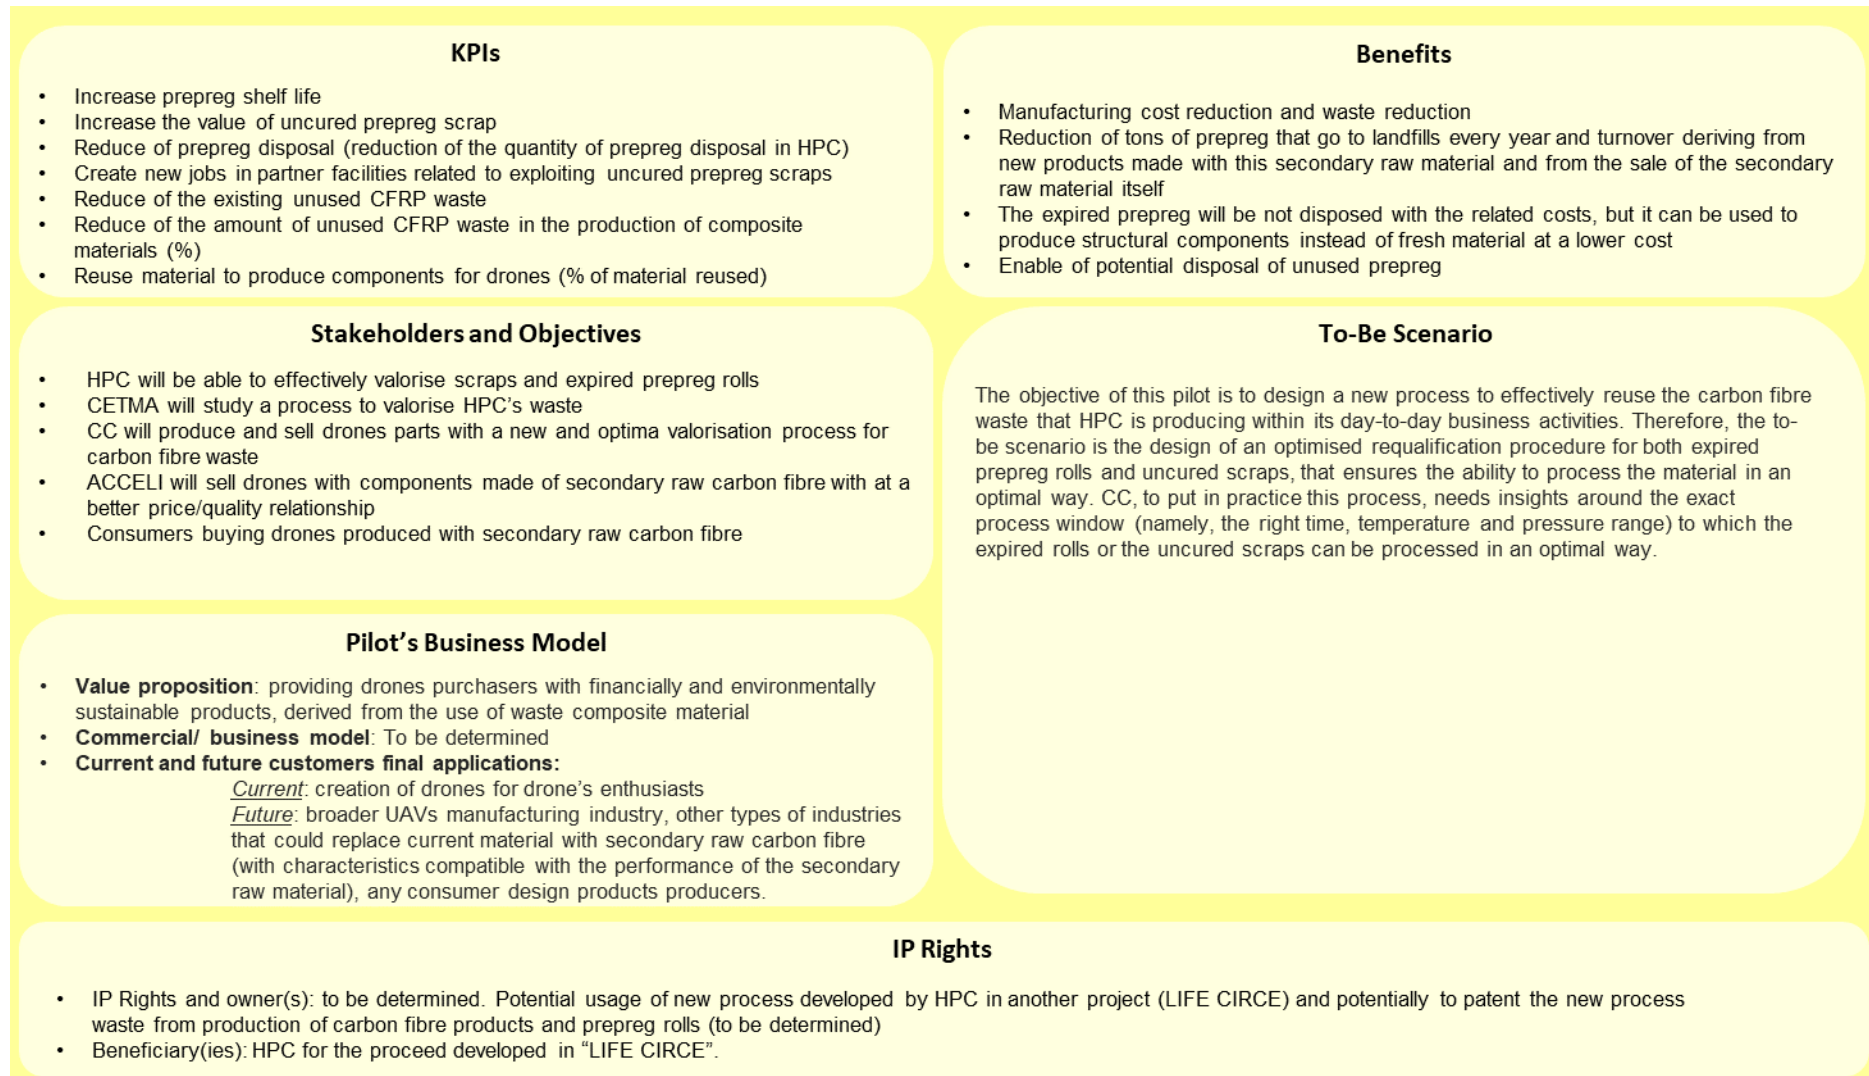 KPIs
• Increase prepreg shelf life
• Increase the value of uncured prepreg scrap
• Reduce of prepreg disposal (reduction of the quantity of prepreg disposal in HPC)
• Create new jobs in partner facilities related to exploiting uncured prepreg scraps
• Reduce of the existing unused CFRP waste
• Reduce of the amount of unused CFRP waste in the production of composite
materials (%)
• Reuse material to produce components for drones (% of material reused)
Benefits
• Manufacturing cost reduction and waste reduction
• Reduction of tons of prepreg that go to landfills every year and turnover deriving from
new products made with this secondary raw material and from the sale of the secondary
raw material itself
• The expired prepreg will be not disposed with the related costs, but it can be used to
produce structural components instead of fresh material at a lower cost
• Enable of potential disposal of unused prepreg
Stakeholders and Objectives
• HPC will be able to effectively valorise scraps and expired prepreg rolls
• CETMA will study a process to valorise HPC's waste
• CC will produce and sell drones parts with a new and optima valorisation process for
carbon fibre waste
• ACCELI will sell drones with components made of secondary raw carbon fibre with at a
better price/quality relationship
• Consumers buying drones produced with secondary raw carbon fibre
To-Be Scenario
The objective of this pilot is to design a new process to effectively reuse the carbon fibre
waste that HPC is producing within its day-to-day business activities. Therefore, the to-
be scenario is the design of an optimised requalification procedure for both expired
prepreg rolls and uncured scraps, that ensures the ability to process the material in an
optimal way. CC, to put in practice this process, needs insights around the exact
process window (namely, the right time, temperature and pressure range) to which the
expired rolls or the uncured scraps can be processed in an optimal way.
Pilot's Business Model
• Value proposition: providing drones purchasers with financially and environmentally
sustainable products, derived from the use of waste composite material
• Commercial/ business model: To be determined
• Current and future customers final applications:
Current: creation of drones for drone's enthusiasts
Future: broader UAVs manufacturing industry, other types of industries
that could replace current material with secondary raw carbon fibre
(with characteristics compatible with the performance of the secondary
raw material), any consumer design products producers.
IP Rights
• IP Rights and owner(s): to be determined. Potential usage of new process developed by HPC in another project (LIFE CIRCE) and potentially to patent the new process
waste from production of carbon fibre products and prepreg rolls (to be determined)
• Beneficiary(ies): HPC for the proceed developed in “LIFE CIRCE”.